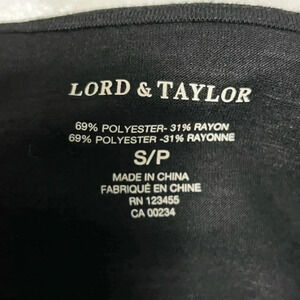 LORD & TAYLOR
69% POLYESTER- 31% RAYON
69% POLYESTER -31% RAYONNE
S/P
MADE IN CHINA
FABRIQUÉ EN CHINE
RN 123455
CA 00234